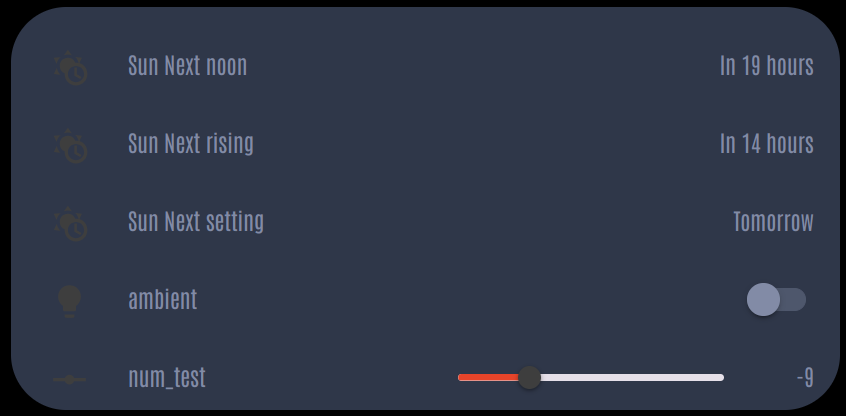 Sun Next noon In 19 hours
Sun Next rising In 14 hours
Sun Next setting Tomorrow
ambient
num_test -9